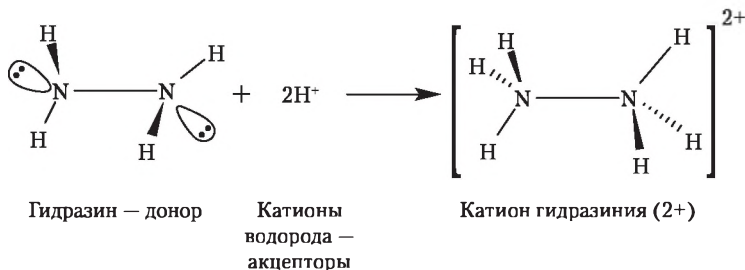 H H H H 2+
H
N N + 2H⁺ N N
H H H H H
Гидразин — донор Катионы Катион гидразиния (2+)
водорода —
акцепторы